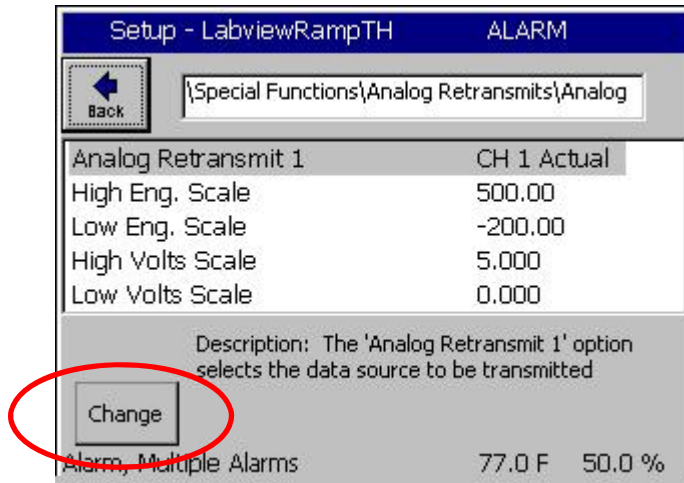 Setup - LabviewRampTH ALARM
Back
\Special Functions\Analog Retransmits\Analog
Analog Retransmit 1 CH 1 Actual
High Eng. Scale 500.00
Low Eng. Scale -200.00
High Volts Scale 5.000
Low Volts Scale 0.000
Description: The 'Analog Retransmit 1' option
selects the data source to be transmitted
Change
Alarm, Multiple Alarms 77.0 F 50.0 %